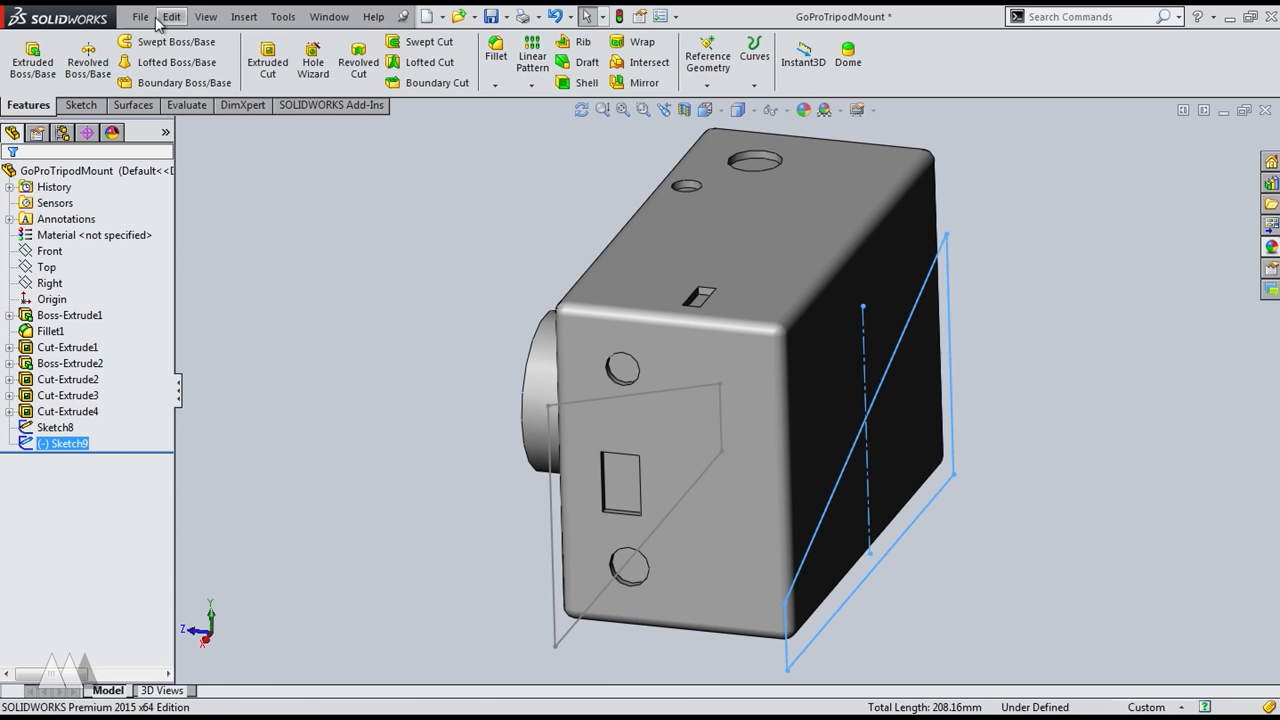 SOLIDWORKS File Edit View Insert Tools Window Help GoProTripodMount * Search Commands
Extruded Boss/Base
Revolved Boss/Base
Swept Boss/Base
Lofted Boss/Base
Boundary Boss/Base
Extruded Cut
Hole Wizard
Revolved Cut
Swept Cut
Lofted Cut
Boundary Cut
Fillet
Linear Pattern
Rib
Draft
Shell
Wrap
Intersect
Mirror
Reference Geometry
Curves
Instant3D
Dome
Features Sketch Surfaces Evaluate DimXpert SOLIDWORKS Add-Ins
GoProTripodMount (Default<<D
History
Sensors
Annotations
Material <not specified>
Front
Top
Right
Origin
Boss-Extrude1
Fillet1
Cut-Extrude1
Boss-Extrude2
Cut-Extrude2
Cut-Extrude3
Cut-Extrude4
Sketch8
(-) Sketch9
Y
Z
X
Model 3D Views
SOLIDWORKS Premium 2015 x64 Edition Total Length: 208.16mm Under Defined Custom